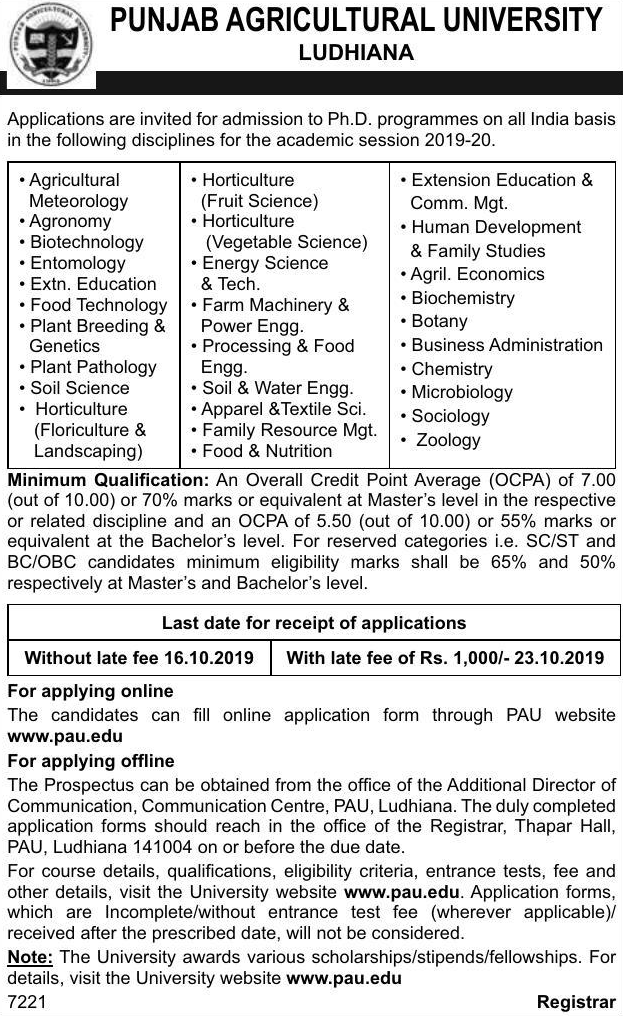 PUNJAB AGRICULTURAL UNIVERSITY
LUDHIANA
Applications are invited for admission to Ph.D. programmes on all India basis
in the following disciplines for the academic session 2019-20.
• Agricultural
Meteorology
• Agronomy
• Biotechnology
• Entomology
• Extn. Education
• Food Technology
• Plant Breeding &
Genetics
• Plant Pathology
• Soil Science
• Horticulture
(Floriculture &
Landscaping)
• Horticulture
(Fruit Science)
• Horticulture
(Vegetable Science)
• Energy Science
& Tech.
• Farm Machinery &
Power Engg.
• Processing & Food
Engg.
• Soil & Water Engg.
• Apparel &Textile Sci.
• Family Resource Mgt.
• Food & Nutrition
• Extension Education &
Comm. Mgt.
• Human Development
& Family Studies
• Agril. Economics
• Biochemistry
• Botany
• Business Administration
• Chemistry
• Microbiology
• Sociology
• Zoology
Minimum Qualification: An Overall Credit Point Average (OCPA) of 7.00
(out of 10.00) or 70% marks or equivalent at Master's level in the respective
or related discipline and an OCPA of 5.50 (out of 10.00) or 55% marks or
equivalent at the Bachelor's level. For reserved categories i.e. SC/ST and
BC/OBC candidates minimum eligibility marks shall be 65% and 50%
respectively at Master's and Bachelor's level.
Last date for receipt of applications
Without late fee 16.10.2019
With late fee of Rs. 1,000/- 23.10.2019
For applying online
The candidates can fill online application form through PAU website
www.pau.edu
For applying offline
The Prospectus can be obtained from the office of the Additional Director of
Communication, Communication Centre, PAU, Ludhiana. The duly completed
application forms should reach in the office of the Registrar, Thapar Hall,
PAU, Ludhiana 141004 on or before the due date.
For course details, qualifications, eligibility criteria, entrance tests, fee and
other details, visit the University website www.pau.edu. Application forms,
which are Incomplete/without entrance test fee (wherever applicable)/
received after the prescribed date, will not be considered.
Note: The University awards various scholarships/stipends/fellowships. For
details, visit the University website www.pau.edu
7221 Registrar